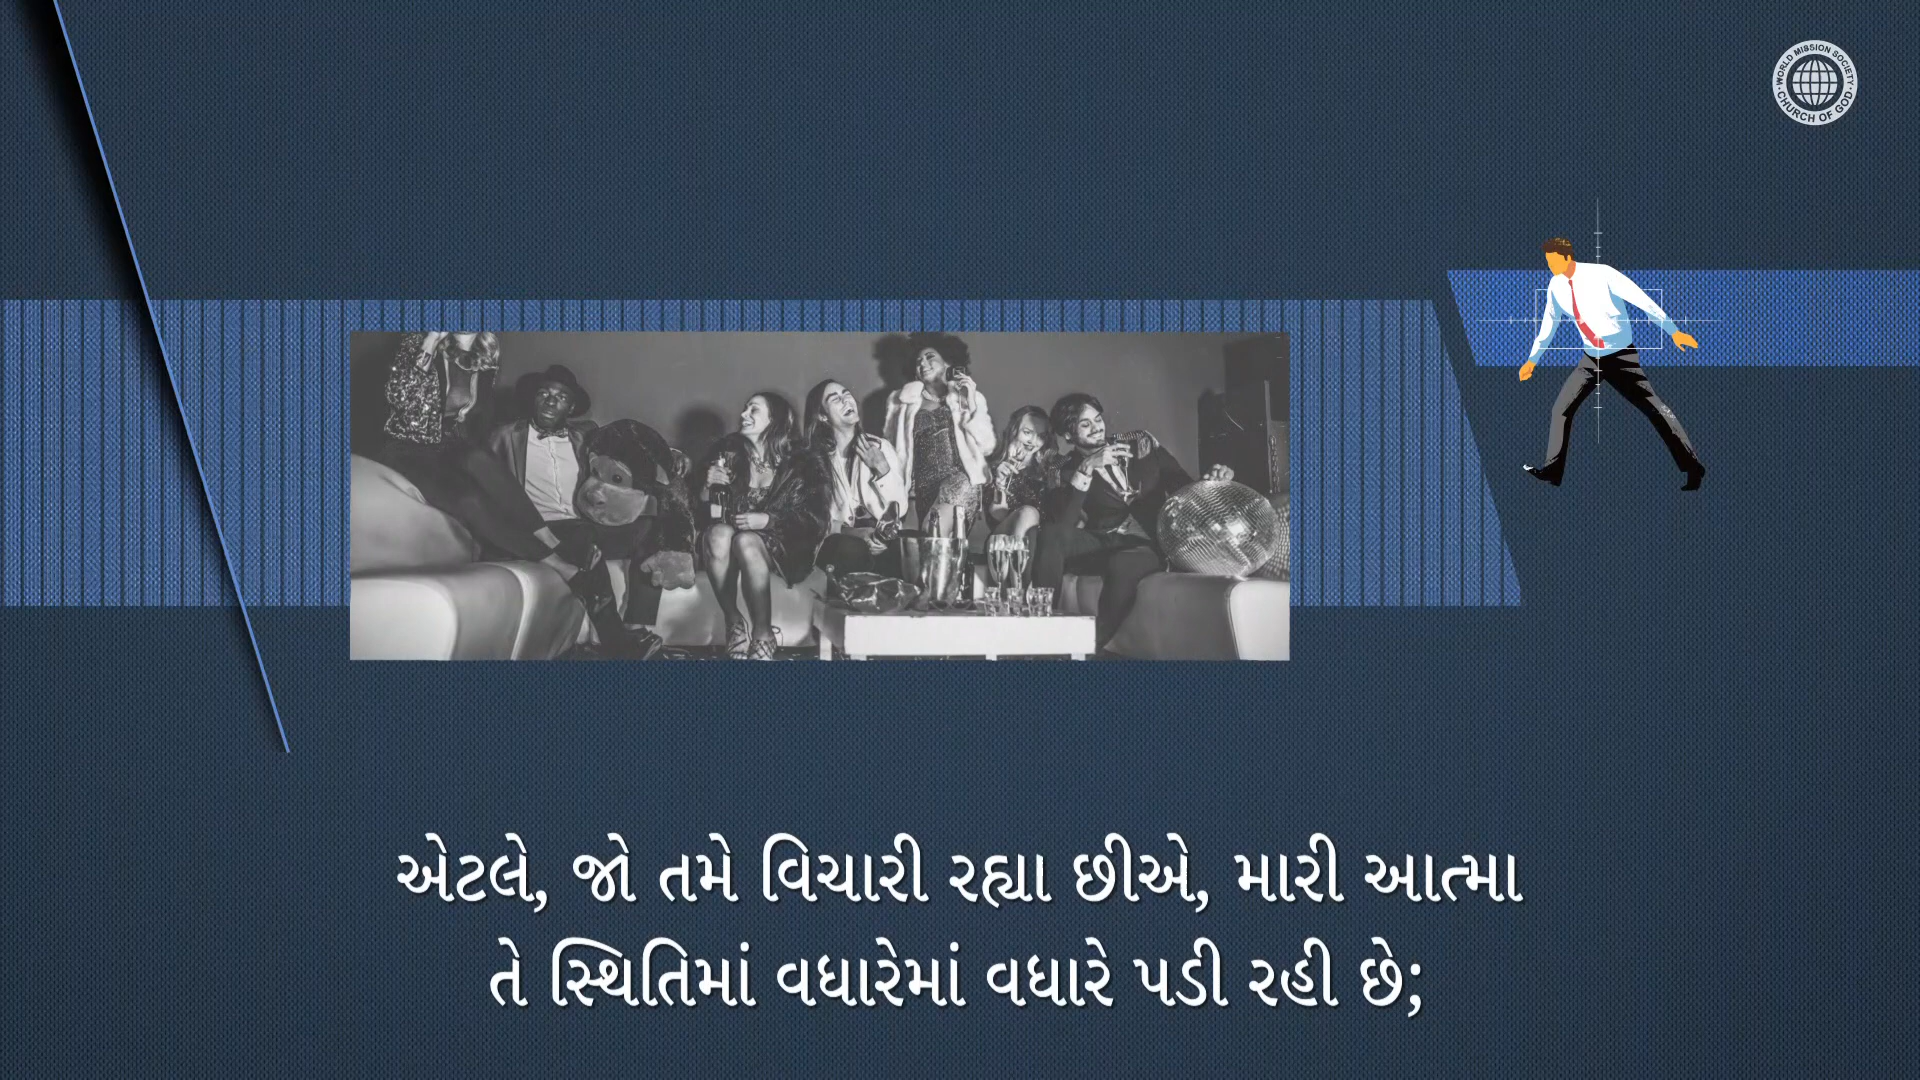 WORLD MISSION SOCIETY
CHURCH OF GOD
એટલે, જો તમે વિચારી રહ્યા છીએ, મારી આત્મા
તે સ્થિતિમાં વધારેમાં વધારે પડી રહી છે;